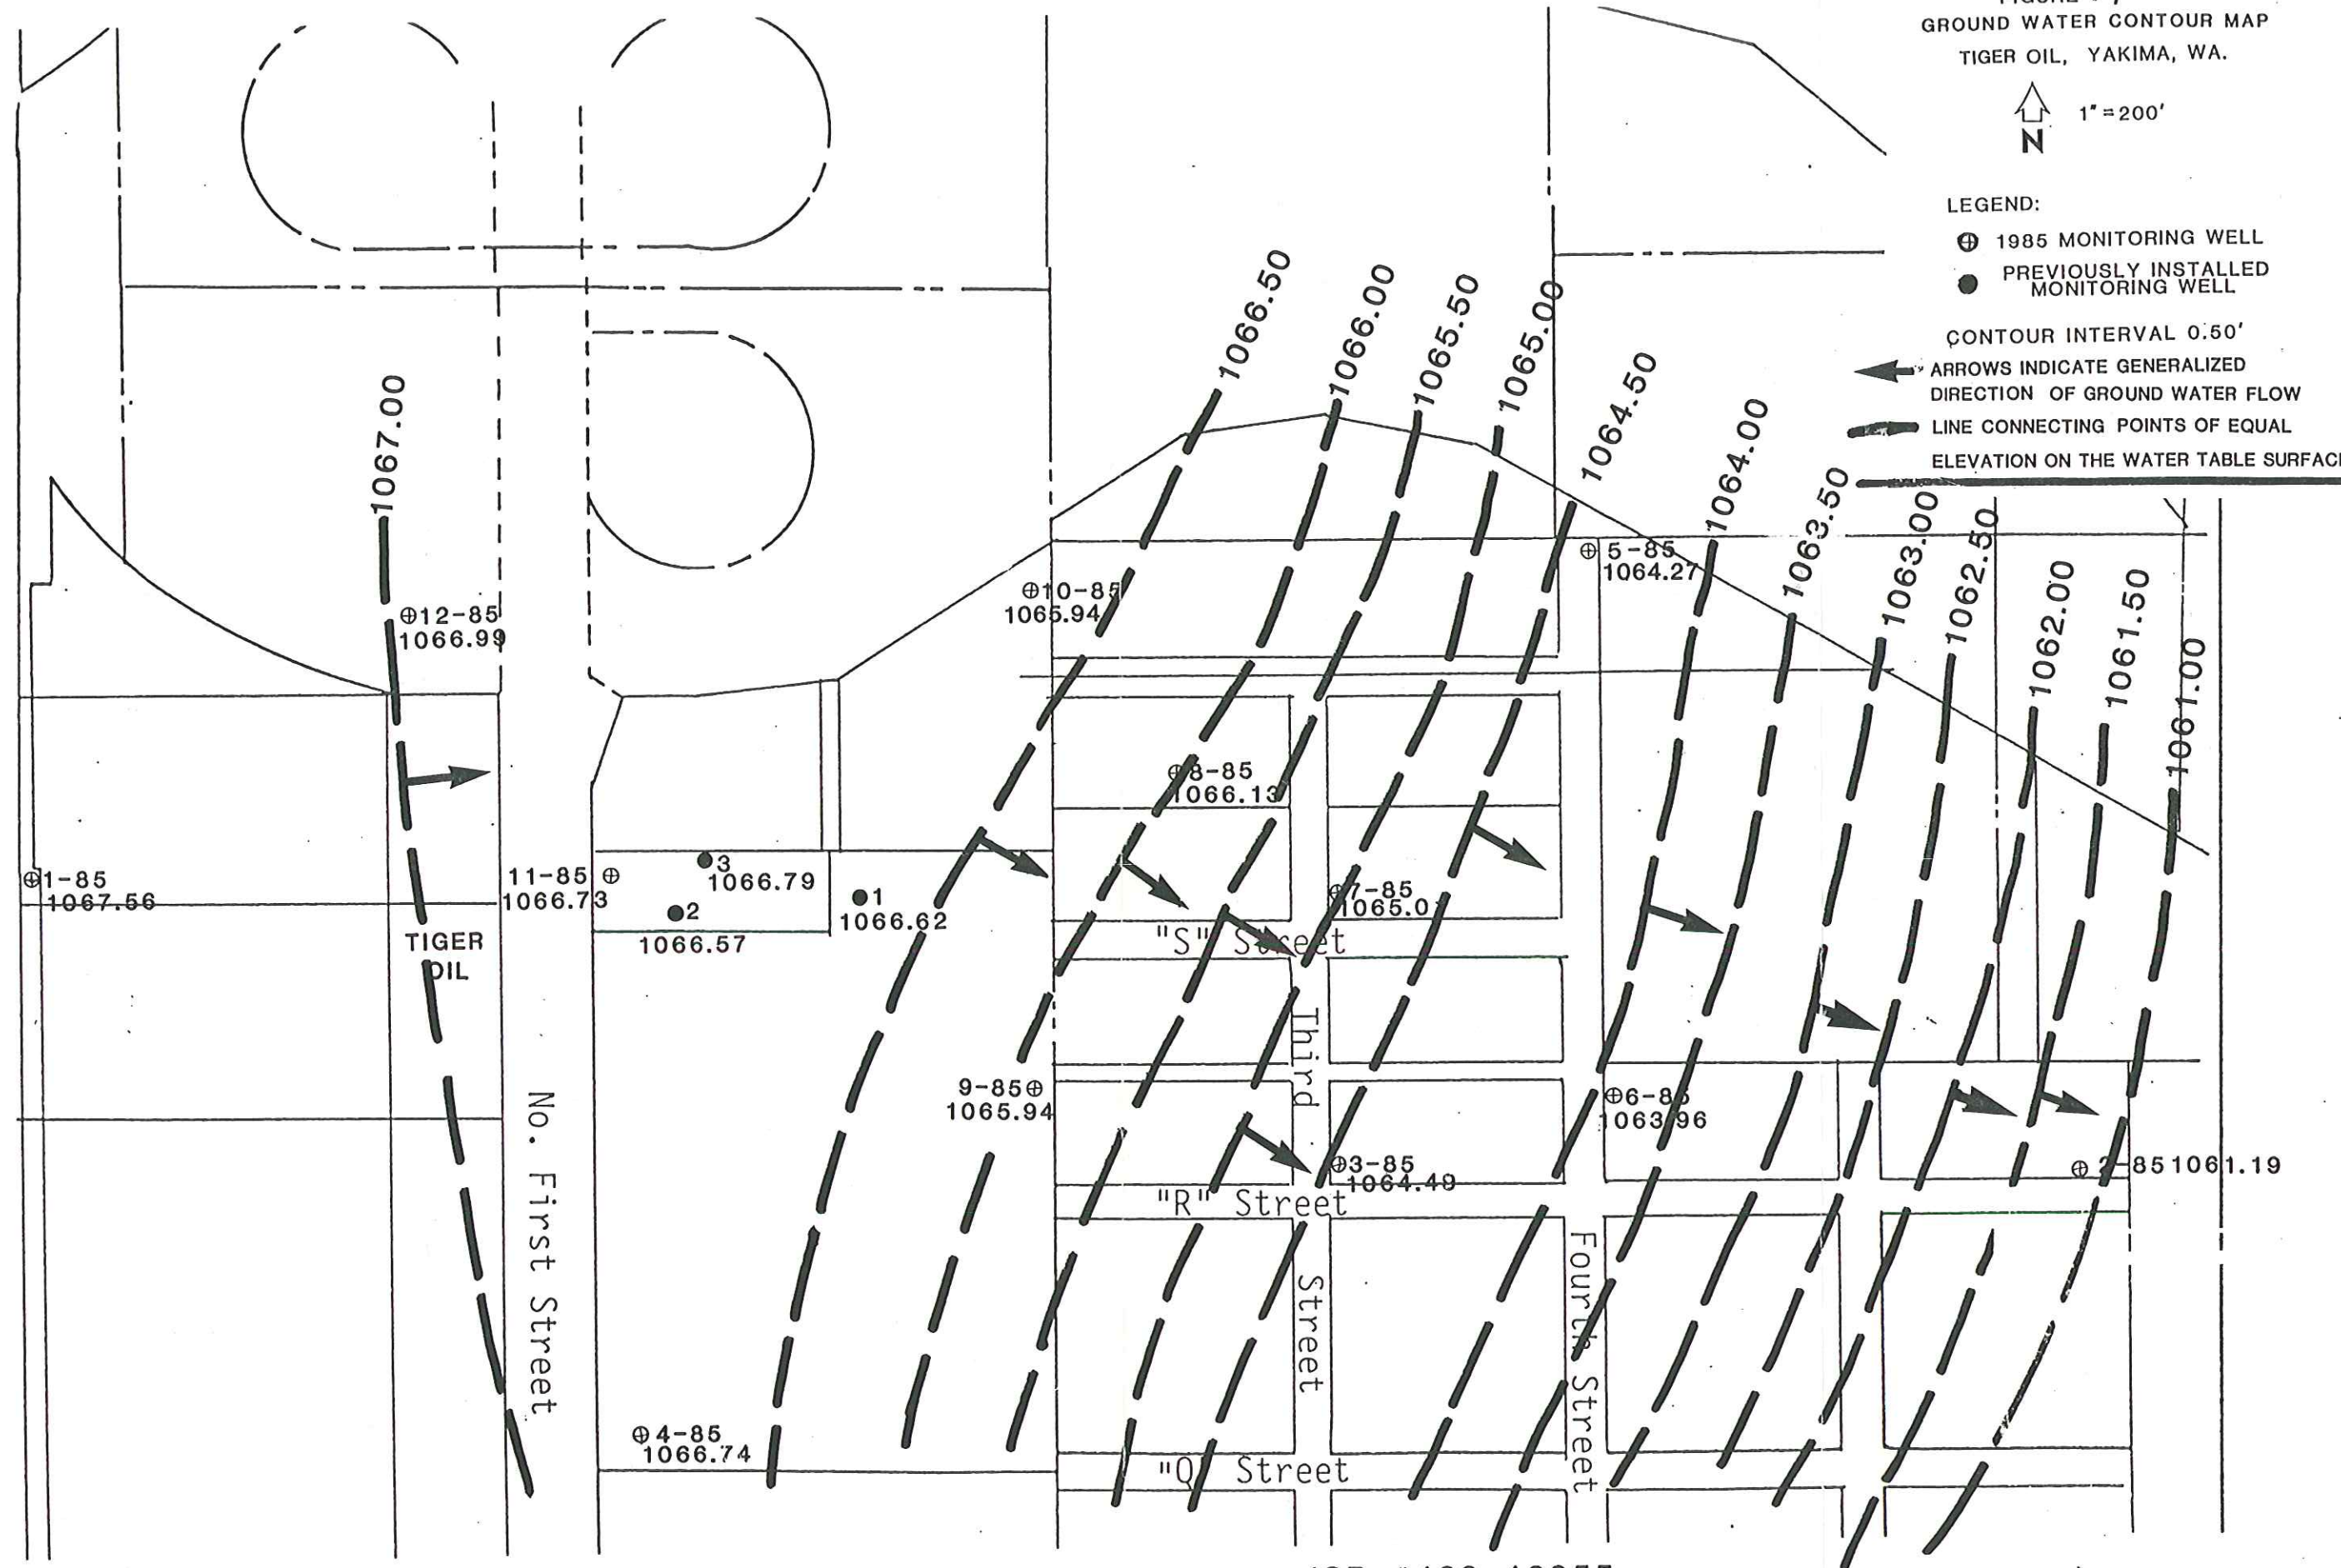 GROUND WATER CONTOUR MAP
TIGER OIL, YAKIMA, WA.
1"=200'
N
LEGEND:
1985 MONITORING WELL
PREVIOUSLY INSTALLED
MONITORING WELL
CONTOUR INTERVAL 0.50'
ARROWS INDICATE GENERALIZED
DIRECTION OF GROUND WATER FLOW
LINE CONNECTING POINTS OF EQUAL
ELEVATION ON THE WATER TABLE SURFAC
1067.00
1066.50
1066.00
1065.50
1065.00
1064.50
1064.00
1063.50
1063.00
1062.50
1062.00
1061.50
1061.00
12-85
1066.99
10-85
1065.94
5-85
1064.27
8-85
1066.13
1-85
1067.56
11-85
1066.73
3
1066.79
2
1066.57
1
1066.62
7-85
1065.0
TIGER
OIL
"S" Street
9-85
1065.94
6-85
1063.96
3-85
1064.49
-85 1061.19
"R" Street
4-85
1066.74
"Q" Street
No. First Street
Third Street
Fourth Street